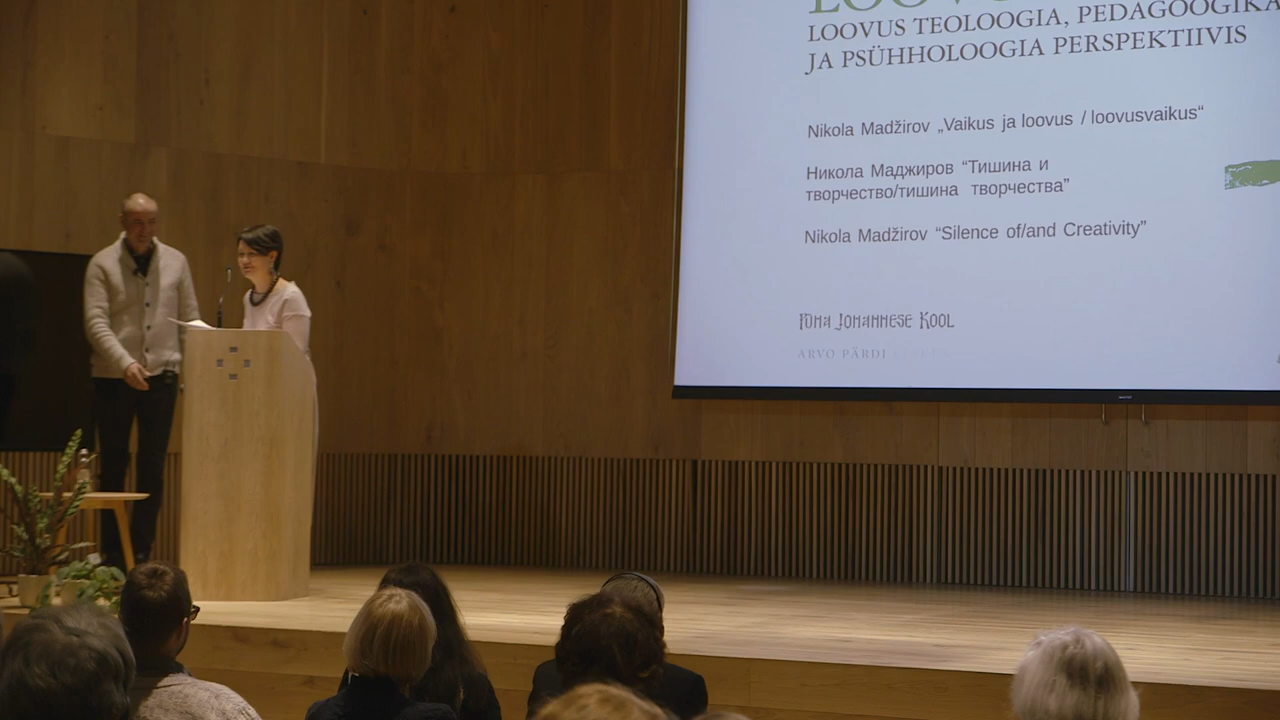 LOOVUS TEOLOOGIA, PEDAGOOGIKA
JA PSÜHHOLOOGIA PERSPEKTIIVIS
Nikola Madžirov „Vaikus ja loovus / loovusvaikus“
Никола Маджиров “Тишина и
творчество/тишина творчества”
Nikola Madžirov “Silence of/and Creativity”
Püha Johannese Kool
ARVO PÄRDI